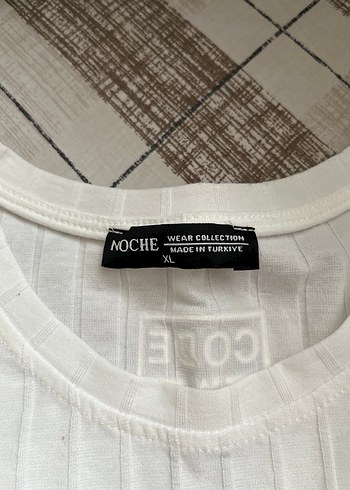 NOCHE
WEAR COLLECTION
MADE IN TURKIYE
XL